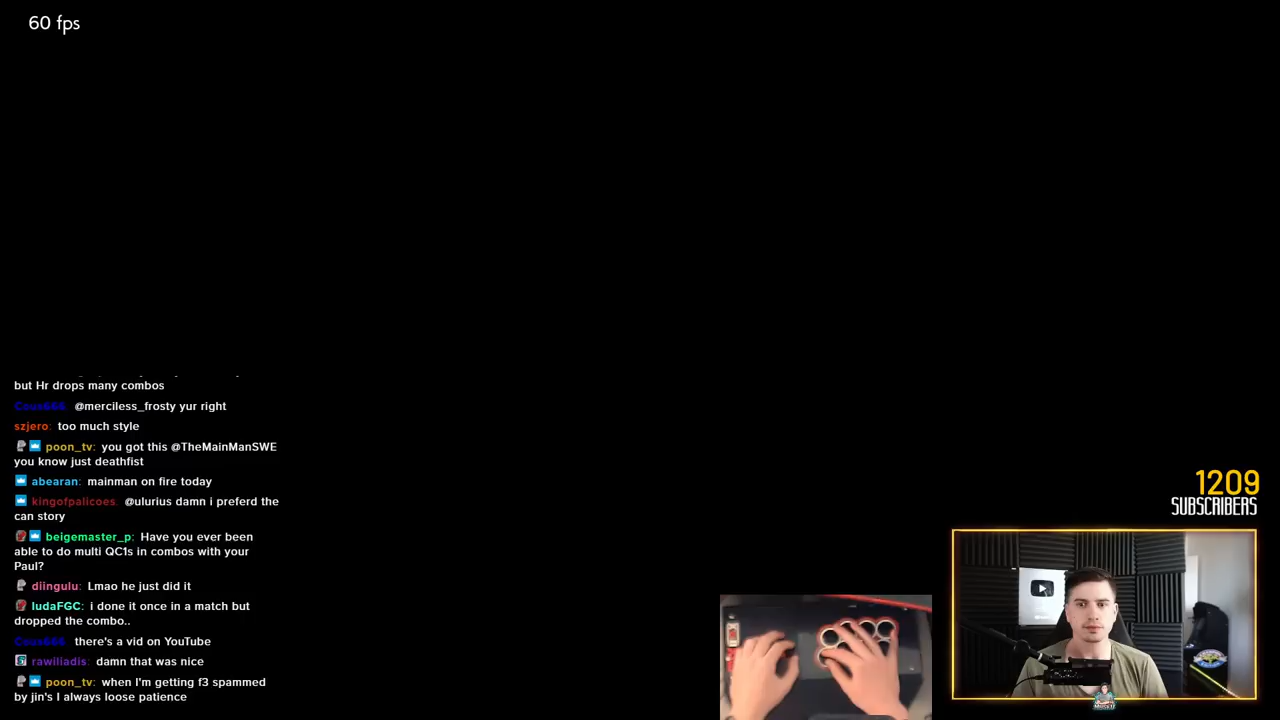 60 fps
but Hr drops many combos
Coux666: @merciless_frosty yur right
szjero: too much style
poon_tv: you got this @TheMainManSWE
you know just deathfist
abearan: mainman on fire today
kingofpalicoes: @ulurius damn i preferd the
can story
beigemaster_p: Have you ever been
able to do multi QC1s in combos with your
Paul?
diingulu: Lmao he just did it
ludaFGC: i done it once in a match but
dropped the combo..
Coux666: there's a vid on YouTube
rawiliadis: damn that was nice
poon_tv: when I'm getting f3 spammed
by jin's I always loose patience
1209
SUBSCRIBERS